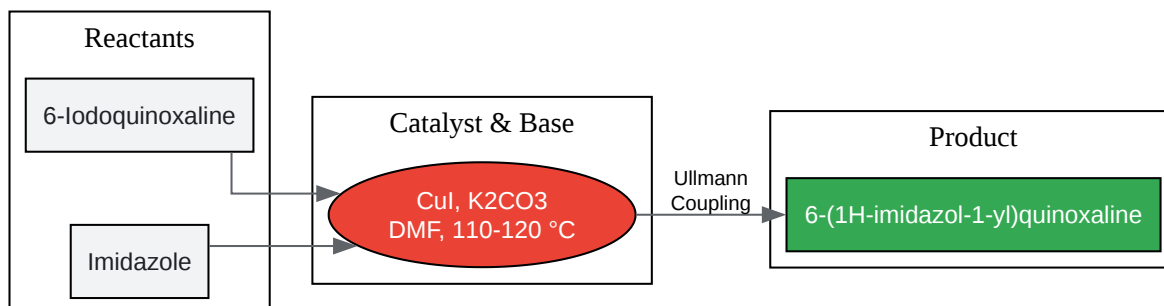 Reactants
6-Iodoquinoxaline
Imidazole
Catalyst & Base
CuI, K2CO3
DMF, 110-120 °C
Ullmann
Coupling
Product
6-(1H-imidazol-1-yl)quinoxaline